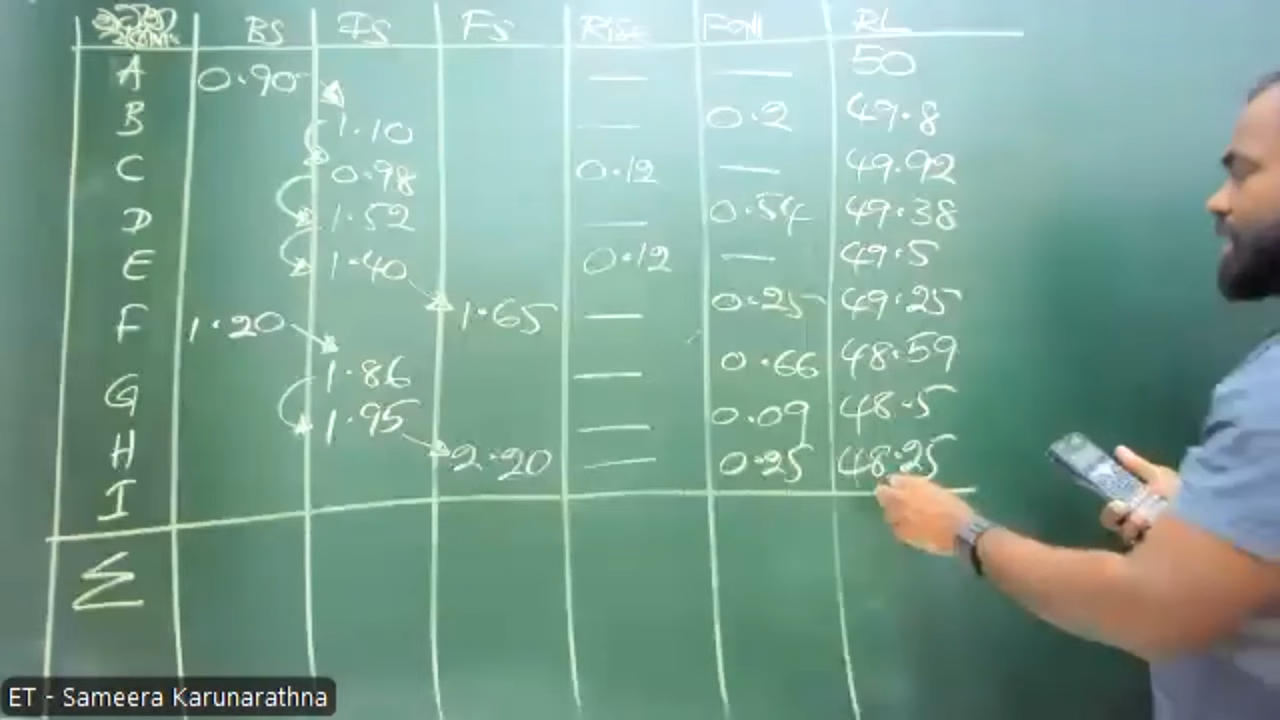 BS IS FS Rise Fall RL
A 0.90 — — 50
B 1.10 — 0.2 49.8
C 0.98 0.12 — 49.92
D 1.52 — 0.54 49.38
E 1.40 0.12 — 49.5
F 1.20 1.65 — 0.25 49.25
G 1.86 — 0.66 48.59
H 1.95 — 0.09 48.5
I 2.20 — 0.25 48.25
Σ
ET - Sameera Karunarathna